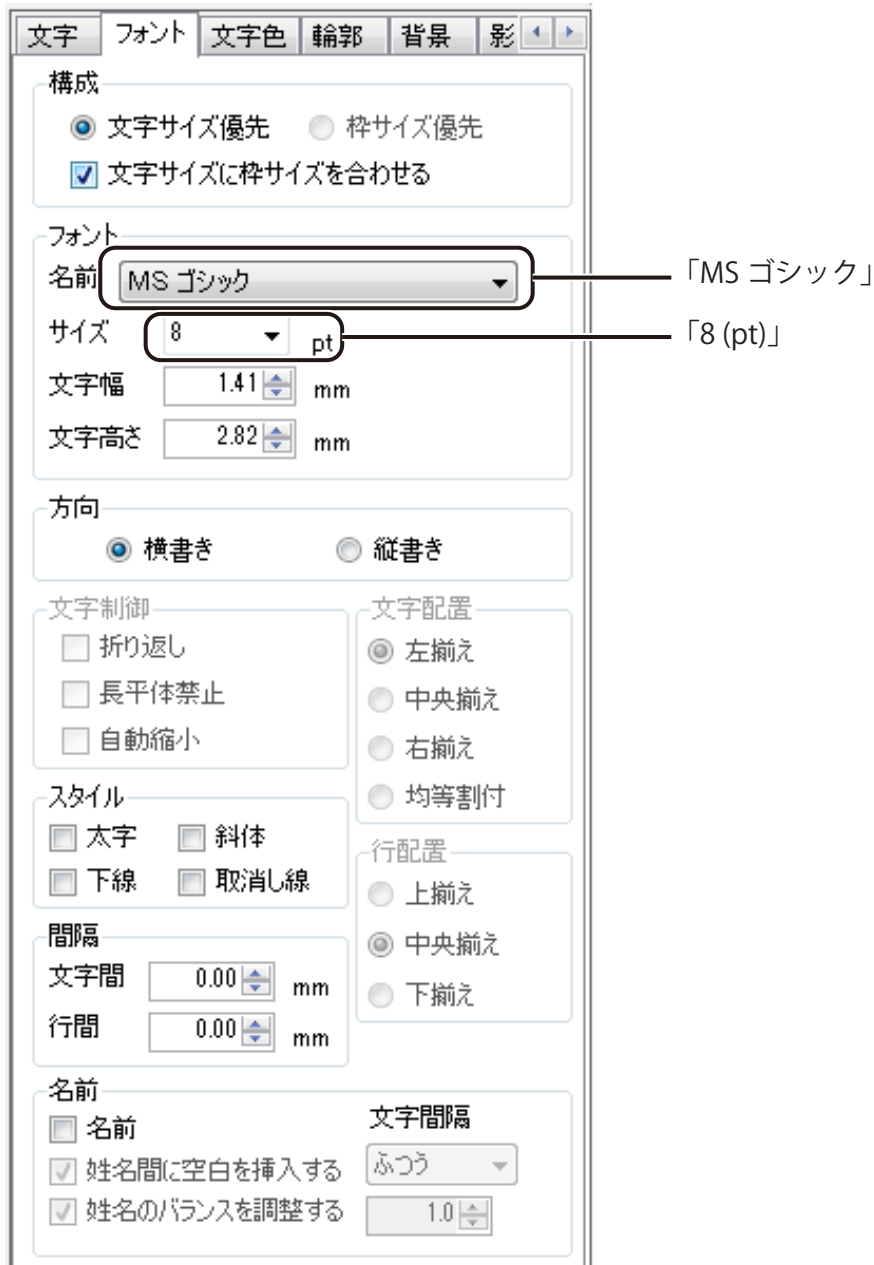 文字 フォント 文字色 輪郭 背景 影
構成
文字サイズ優先 枠サイズ優先
文字サイズに枠サイズを合わせる
フォント
名前 MS ゴシック 「MS ゴシック」
サイズ 8 pt 「8 (pt)」
文字幅 1.41 mm
文字高さ 2.82 mm
方向
横書き 縦書き
文字制御
折り返し
長平体禁止
自動縮小
文字配置
左揃え
中央揃え
右揃え
均等割付
スタイル
太字 斜体
下線 取消し線
行配置
上揃え
中央揃え
下揃え
間隔
文字間 0.00 mm
行間 0.00 mm
名前
名前
姓名間に空白を挿入する
姓名のバランスを調整する
文字間隔
ふつう
1.0